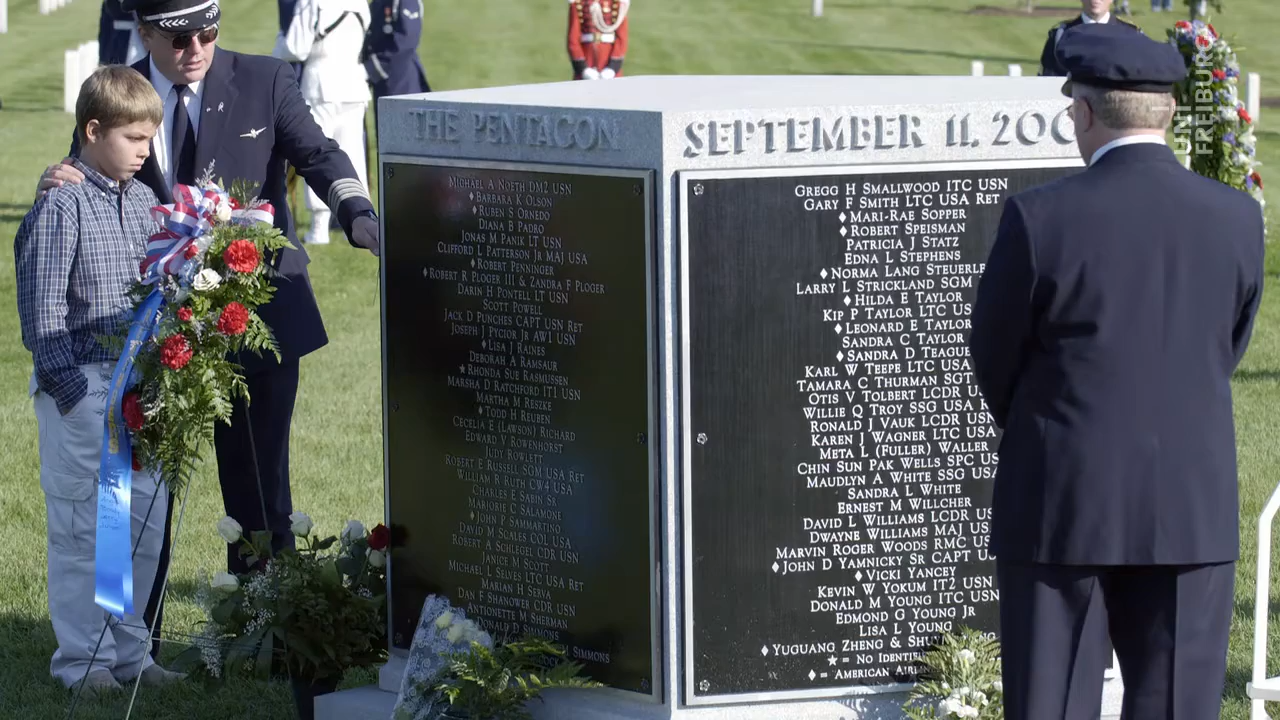 THE PENTAGON
MICHAEL A NOETH DM2 USN
♦ BARBARA K OLSON
♦ RUBEN S ORNEDO
DIANA B PADRO
JONAS M PANIK LT USN
CLIFFORD L PATTERSON JR MAJ USA
♦ ROBERT PENNINGER
♦ ROBERT R PLOGER III & ZANDRA F PLOGER
DARIN H PONTELL LT USN
SCOTT POWELL
JACK D PUNCHES CAPT USN RET
JOSEPH J PYCIOR JR AW1 USN
♦ LISA J RAINES
DEBORAH A RAMSAUR
★ RHONDA SUE RASMUSSEN
MARSHA D RATCHFORD IT1 USN
MARTHA M RESZKE
♦ TODD H REUBEN
CECELIA E (LAWSON) RICHARD
EDWARD V ROWENHORST
JUDY ROWLETT
ROBERT E RUSSELL SGM USA RET
WILLIAM R RUTH CW4 USA
CHARLES E SABIN SR
MARJORIE C SALAMONE
♦ JOHN P SAMMARTINO
DAVID M SCALES COL USA
ROBERT A SCHLEGEL CDR USN
JANICE M SCOTT
MICHAEL L SELVES LTC USA RET
MARIAN H SERVA
DAN F SHANOWER CDR USN
ANTIONETTE M SHERMAN
DONALD D SIMMONS
SIMMONS
SEPTEMBER 11, 200
GREGG H SMALLWOOD ITC USN
GARY F SMITH LTC USA RET
♦ MARI-RAE SOPPER
♦ ROBERT SPEISMAN
PATRICIA J STATZ
EDNA L STEPHENS
♦ NORMA LANG STEUERLE
LARRY L STRICKLAND SGM
♦ HILDA E TAYLOR
KIP P TAYLOR LTC US
♦ LEONARD E TAYLOR
SANDRA C TAYLOR
♦ SANDRA D TEAGUE
KARL W TEEPE LTC USA
TAMARA C THURMAN SGT
OTIS V TOLBERT LCDR US
WILLIE Q TROY SSG USA R
RONALD J VAUK LCDR US
KAREN J WAGNER LTC US
META L (FULLER) WALLER
CHIN SUN PAK WELLS SPC US
MAUDLYN A WHITE SSG US
SANDRA L WHITE
ERNEST M WILLCHER
DAVID L WILLIAMS LCDR US
DWAYNE WILLIAMS MAJ US
MARVIN ROGER WOODS RMC US
♦ JOHN D YAMNICKY SR CAPT U
♦ VICKI YANCEY
KEVIN W YOKUM IT2 USN
DONALD M YOUNG ITC USN
EDMOND G YOUNG JR
LISA L YOUNG
♦ YUGUANG ZHENG & SHU
★ = NO IDENTI
♦ = AMERICAN AIRL
UNI
FREIBURG